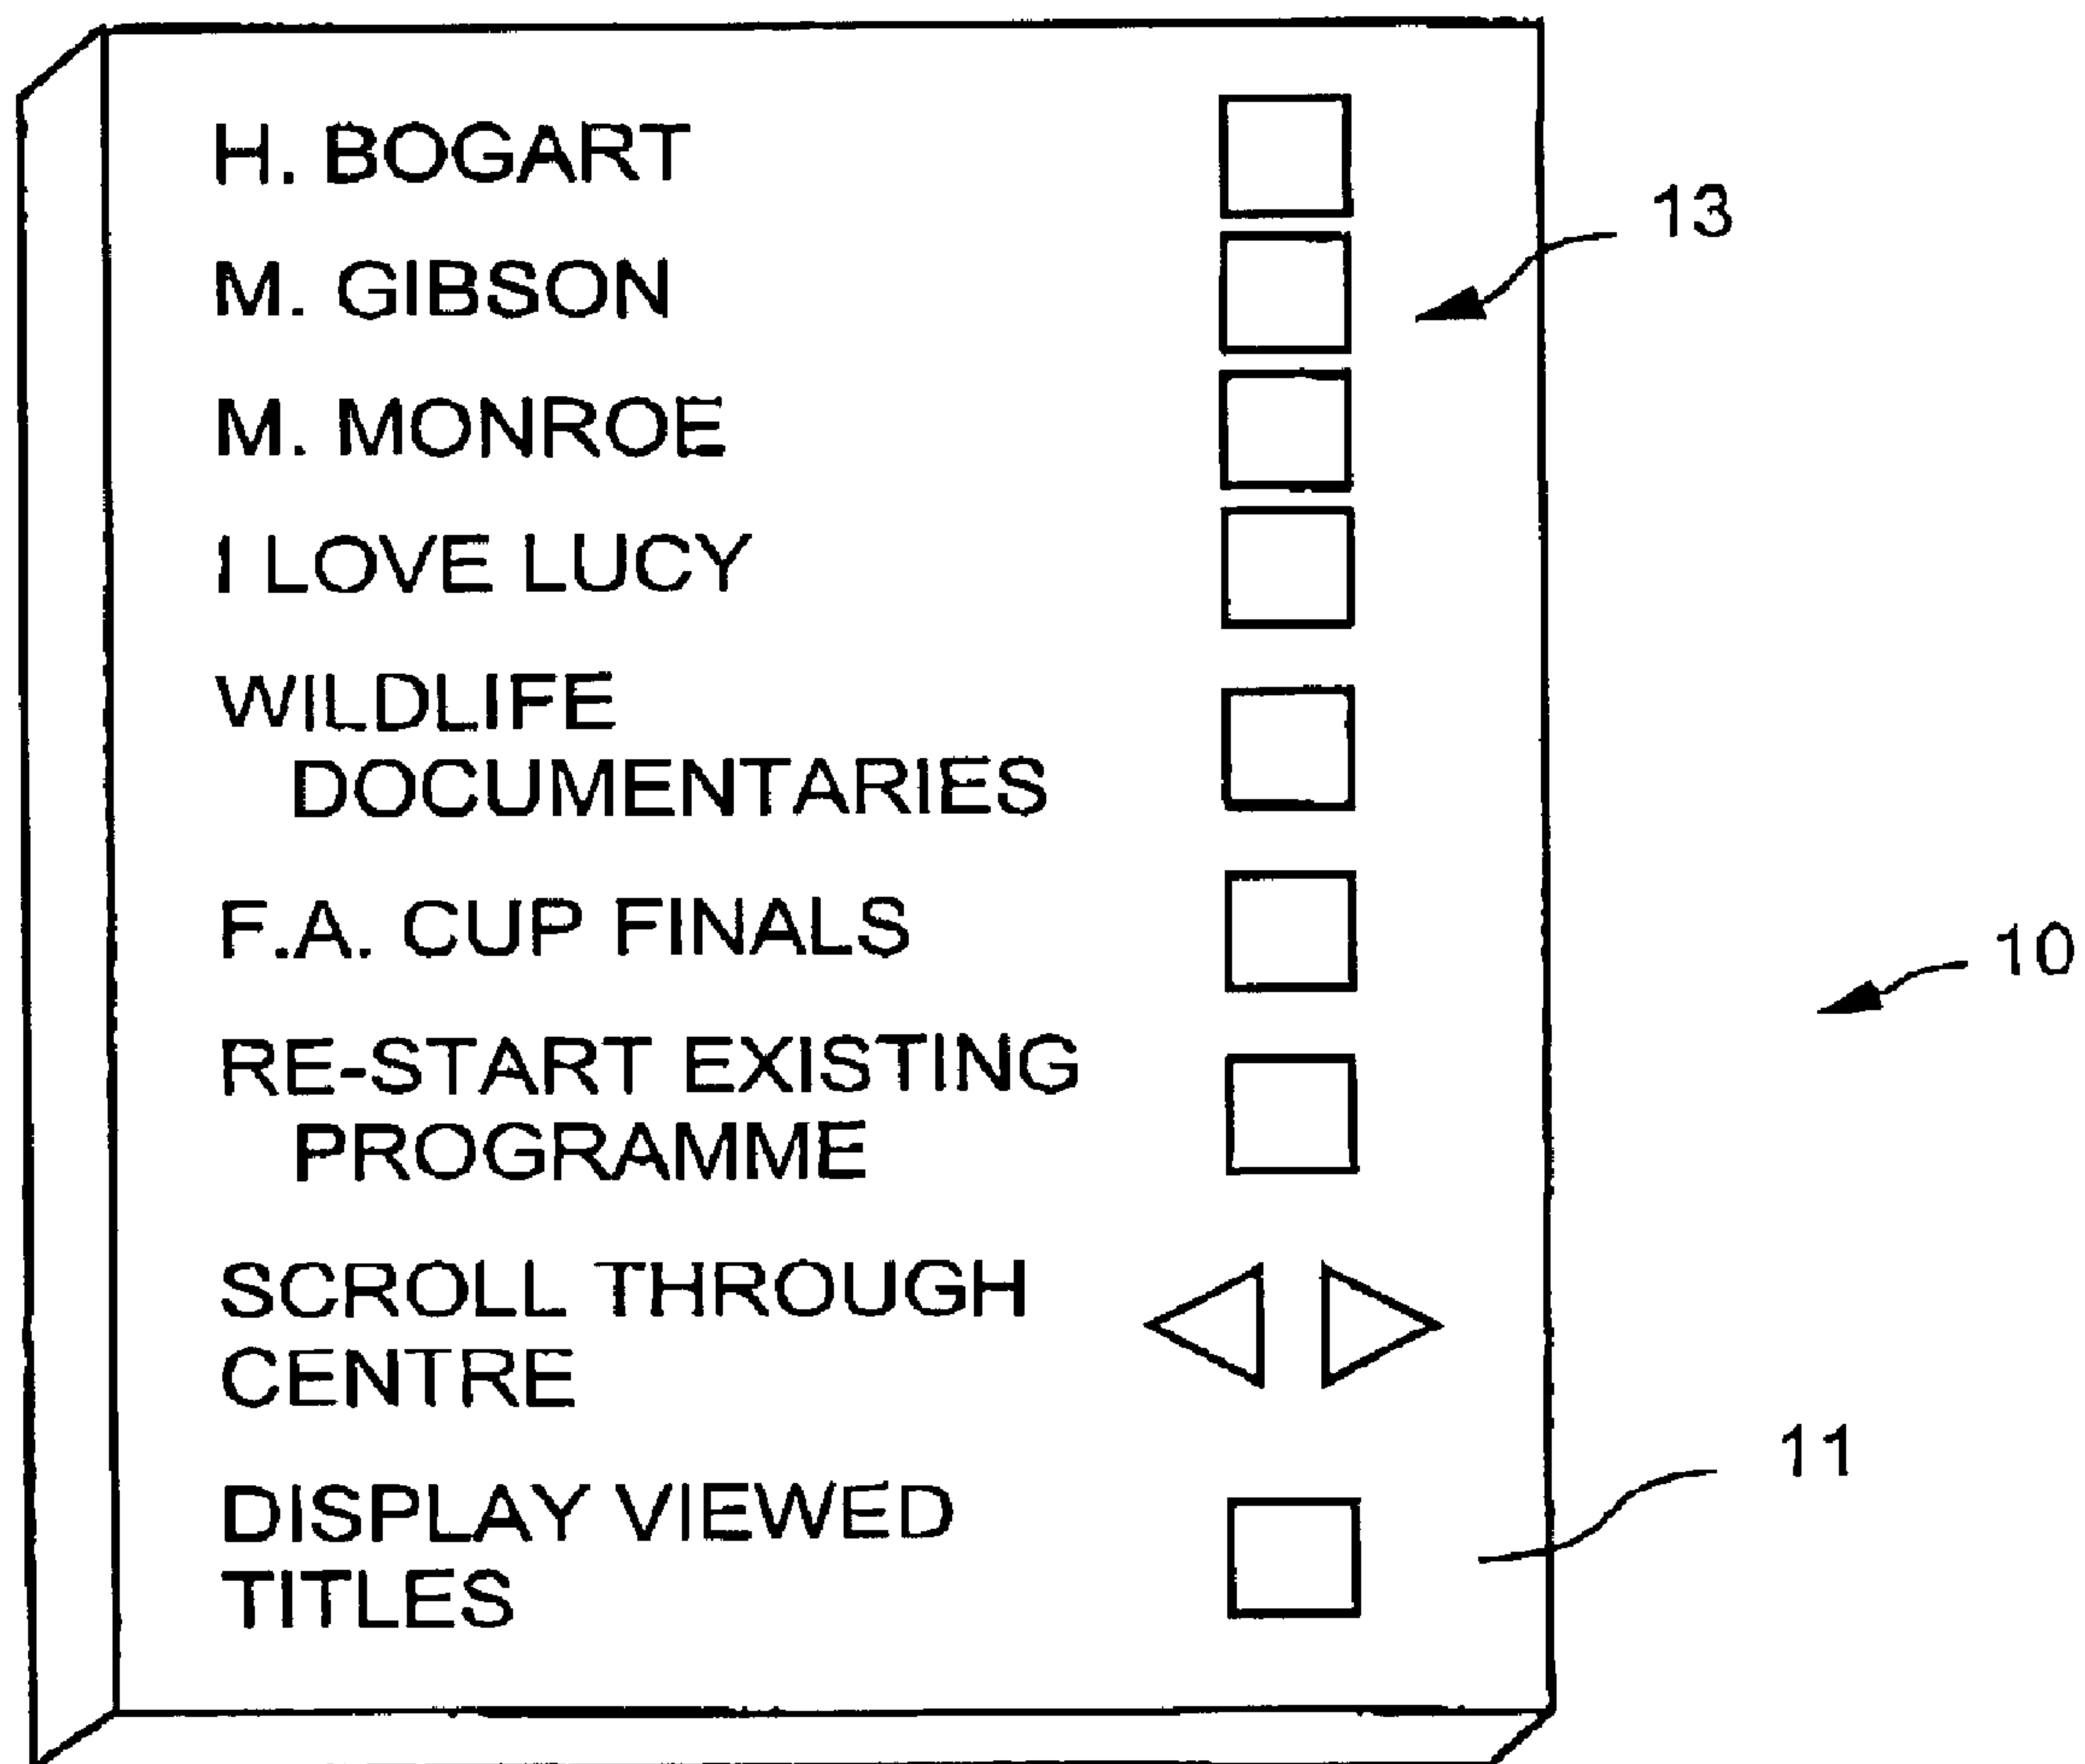 H. BOGART
M. GIBSON
13
M. MONROE
I LOVE LUCY
WILDLIFE
DOCUMENTARIES
F.A. CUP FINALS
10
RE-START EXISTING
PROGRAMME
SCROLL THROUGH
CENTRE
11
DISPLAY VIEWED
TITLES